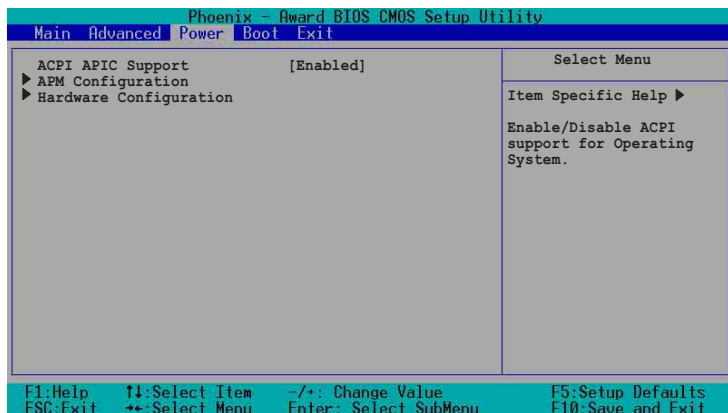 Phoenix - Award BIOS CMOS Setup Utility
Main Advanced Power Boot Exit
ACPI APIC Support [Enabled]
APM Configuration
Hardware Configuration
Select Menu
Item Specific Help
Enable/Disable ACPI
support for Operating
System.
F1:Help ↑↓:Select Item -/+: Change Value F5:Setup Defaults
ESC:Exit →←:Select Menu Enter: Select SubMenu F10:Save and Exit